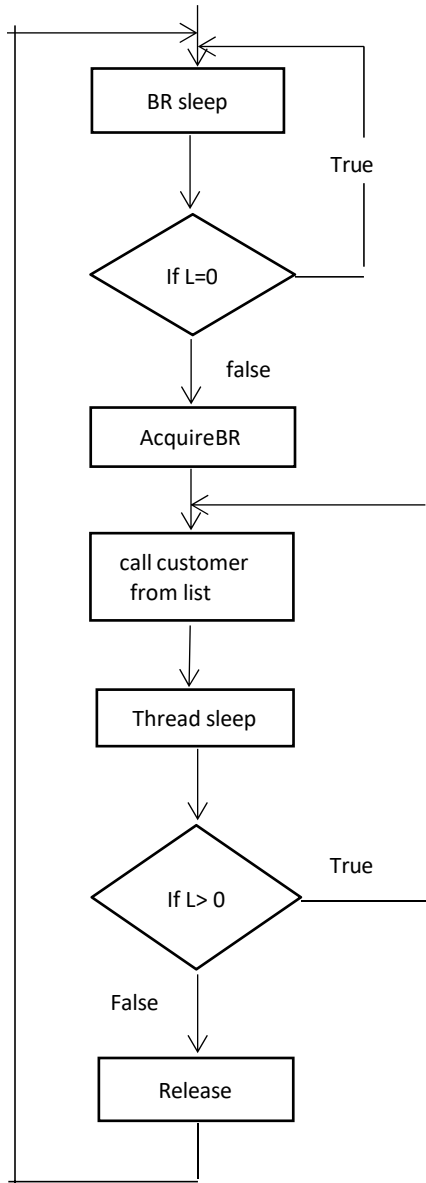 BR sleep
True
If L=0
false
AcquireBR
call customer
from list
Thread sleep
True
If L> 0
False
Release